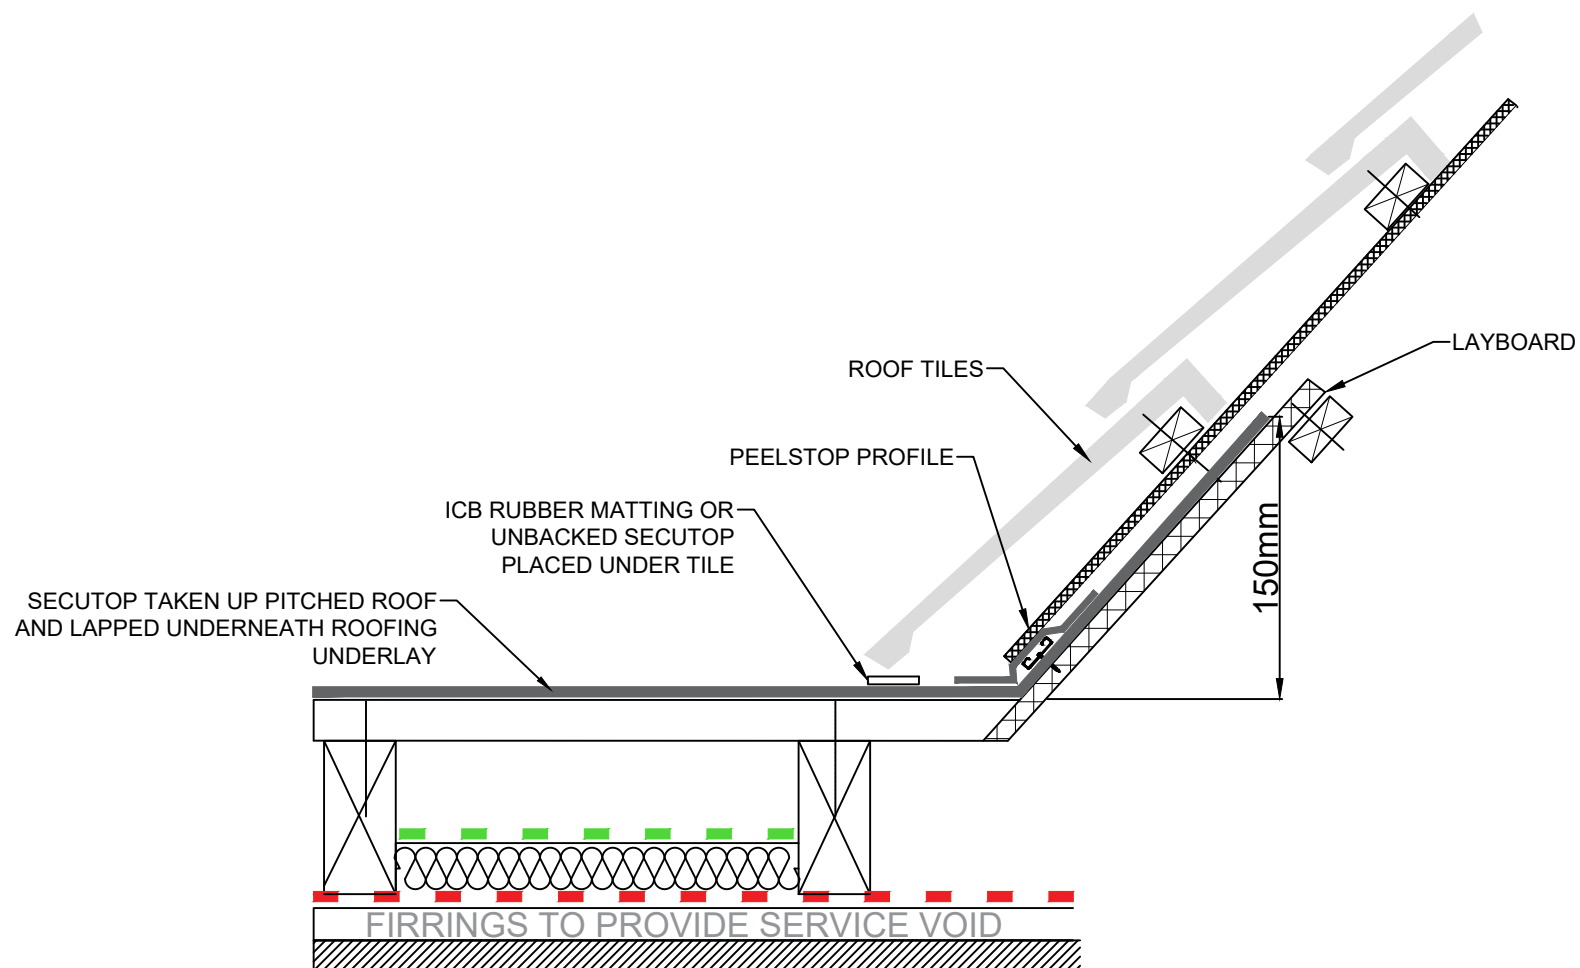 LAYBOARD
ROOF TILES
PEELSTOP PROFILE
ICB RUBBER MATTING OR
UNBACKED SECUTOP
PLACED UNDER TILE
150mm
SECUTOP TAKEN UP PITCHED ROOF
AND LAPPED UNDERNEATH ROOFING
UNDERLAY
FIRRINGS TO PROVIDE SERVICE VOID